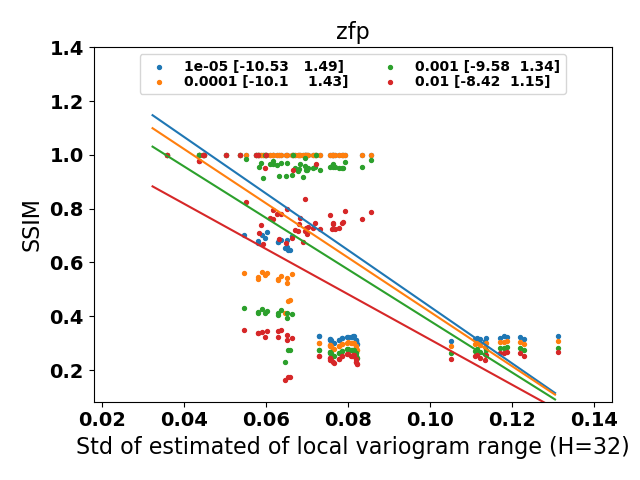 zfp
1e-05 [-10.53 1.49]
0.0001 [-10.1 1.43]
0.001 [-9.58 1.34]
0.01 [-8.42 1.15]
1.4
1.2
1.0
0.8
0.6
0.4
0.2
SSIM
0.02 0.04 0.06 0.08 0.10 0.12 0.14
Std of estimated of local variogram range (H=32)